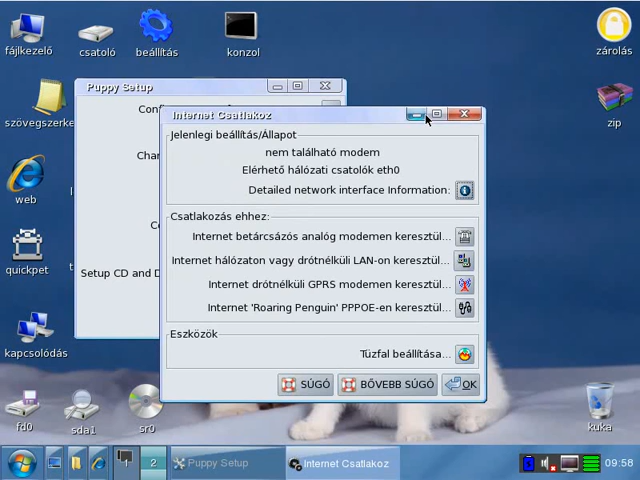 fájlkezelő
csatoló
beállítás
konzol
zárolás
Puppy Setup
szövegszerke
Internet Csatlakoz
zip
Jelenlegi beállítás/Állapot
nem található modem
Elérhető hálózati csatolók eth0
Detailed network interface Information:
web
Csatlakozás ehhez:
Internet betárcsázós analóg modemen keresztül...
Internet hálózaton vagy drótnélküli LAN-on keresztül...
quickpet
Setup CD and D
Internet drótnélküli GPRS modemen keresztül...
Internet 'Roaring Penguin' PPPOE-en keresztül...
Eszközök
kapcsolódás
Tűzfal beállítása...
SÚGÓ
BŐVEBB SÚGÓ
OK
fd0
sda1
sr0
kuka
2
Puppy Setup
Internet Csatlakoz
09:58